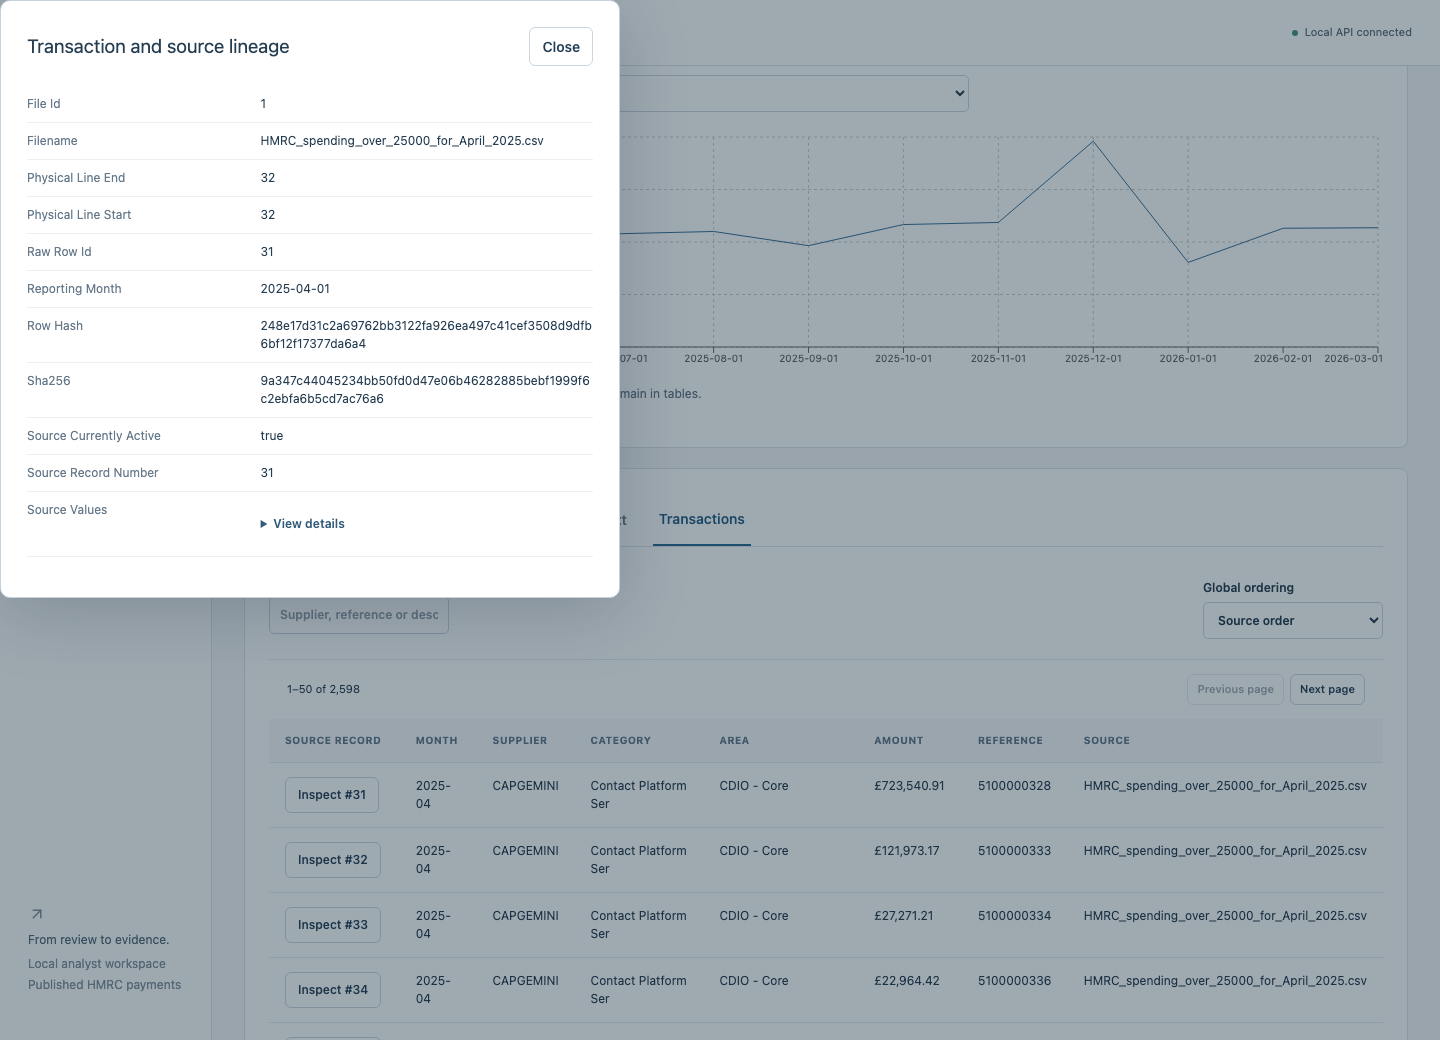 Transaction and source lineage
Close
File Id 1
Filename HMRC_spending_over_25000_for_April_2025.csv
Physical Line End 32
Physical Line Start 32
Raw Row Id 31
Reporting Month 2025-04-01
Row Hash 248e17d31c2a69762bb3122fa926ea497c41cef3508d9dfb
6bf12f17377da6a4
Sha256 9a347c44045234bb50fd0d47e06b46282885bebf1999f6
c2ebfa6b5cd7ac76a6
Source Currently Active true
Source Record Number 31
Source Values
View details
Local API connected
07-01 2025-08-01 2025-09-01 2025-10-01 2025-11-01 2025-12-01 2026-01-01 2026-02-01 2026-03-01
main in tables.
Transactions
Global ordering
Supplier, reference or desc
Source order
1–50 of 2,598
Previous page Next page
SOURCE RECORD MONTH SUPPLIER CATEGORY AREA AMOUNT REFERENCE SOURCE
Inspect #31 2025- CAPGEMINI Contact Platform CDIO - Core £723,540.91 5100000328 HMRC_spending_over_25000_for_April_2025.csv
04 Ser
Inspect #32 2025- CAPGEMINI Contact Platform CDIO - Core £121,973.17 5100000333 HMRC_spending_over_25000_for_April_2025.csv
04 Ser
Inspect #33 2025- CAPGEMINI Contact Platform CDIO - Core £27,271.21 5100000334 HMRC_spending_over_25000_for_April_2025.csv
04 Ser
Inspect #34 2025- CAPGEMINI Contact Platform CDIO - Core £22,964.42 5100000336 HMRC_spending_over_25000_for_April_2025.csv
04 Ser
From review to evidence.
Local analyst workspace
Published HMRC payments